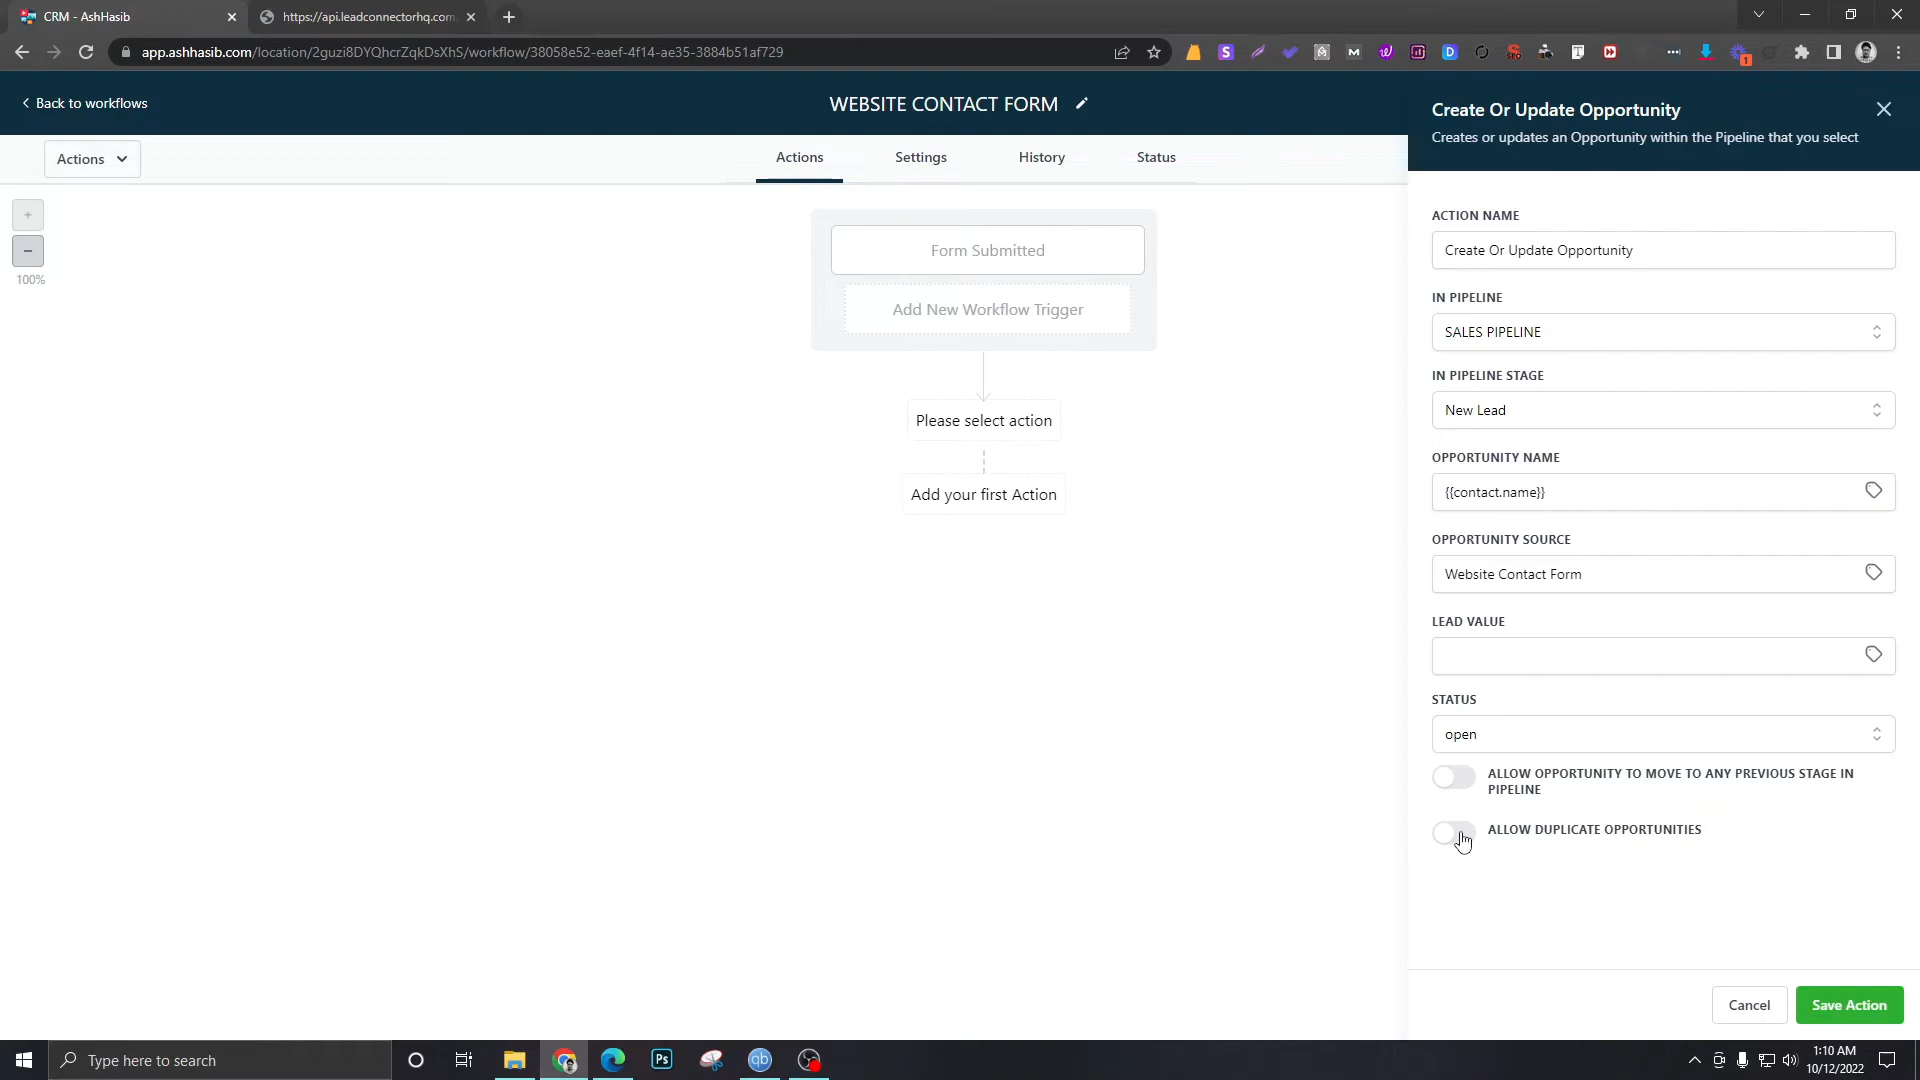 CRM - AshHasib
https://api.leadconnectorhq.com
app.ashhasib.com/location/2guzi8DYQhcrZqkDsXhS/workflow/38058e52-eaef-4f14-ae35-3884b51af729
Back to workflows
WEBSITE CONTACT FORM
Create Or Update Opportunity
Creates or updates an Opportunity within the Pipeline that you select
Actions
Actions
Settings
History
Status
+
−
100%
Form Submitted
Add New Workflow Trigger
Please select action
Add your first Action
ACTION NAME
Create Or Update Opportunity
IN PIPELINE
SALES PIPELINE
IN PIPELINE STAGE
New Lead
OPPORTUNITY NAME
{{contact.name}}
OPPORTUNITY SOURCE
Website Contact Form
LEAD VALUE
STATUS
open
ALLOW OPPORTUNITY TO MOVE TO ANY PREVIOUS STAGE IN
PIPELINE
ALLOW DUPLICATE OPPORTUNITIES
Cancel
Save Action
Type here to search
Ps
qb
1:10 AM
10/12/2022